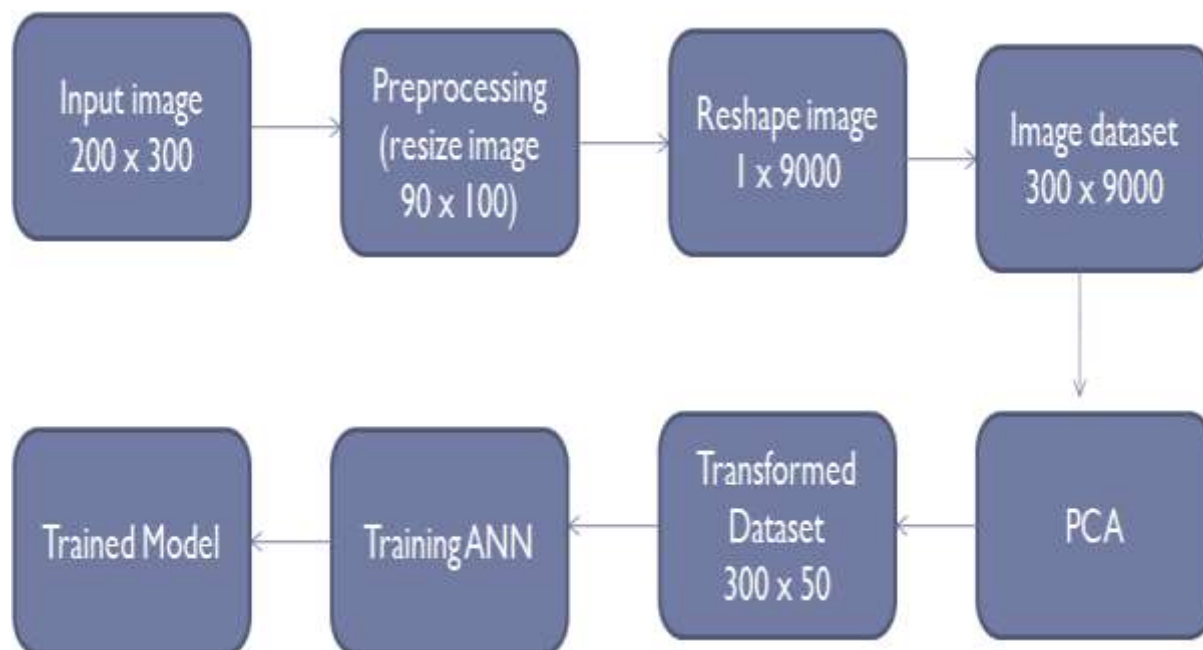 Input image
200 x 300
Preprocessing
(resize image
90 x 100)
Reshape image
1 x 9000
Image dataset
300 x 9000
PCA
Transformed
Dataset
300 x 50
Training ANN
Trained Model